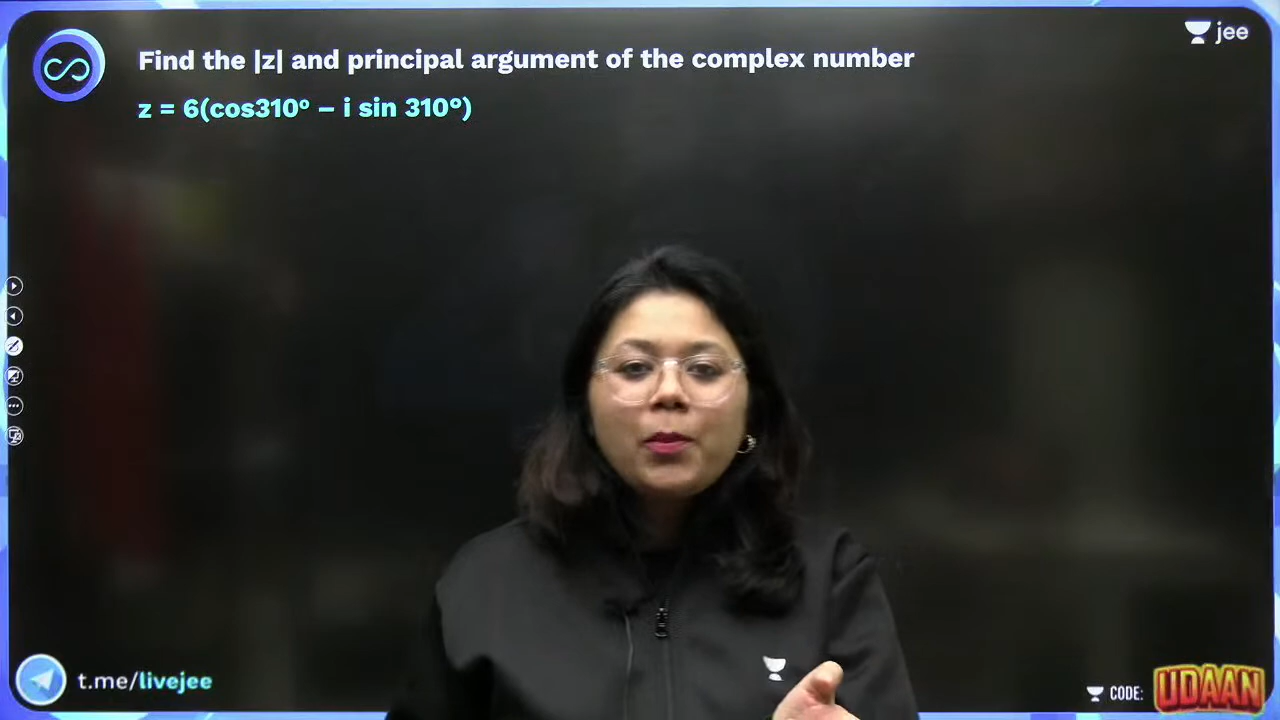 Find the |z| and principal argument of the complex number
z = 6(cos310° – i sin 310°)
jee
t.me/livejee
CODE: UDAAN